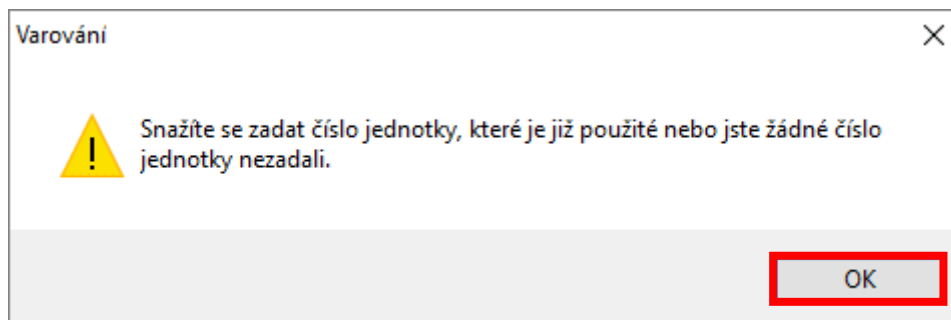 Varování
Snažíte se zadat číslo jednotky, které je již použité nebo jste žádné číslo
jednotky nezadali.
OK